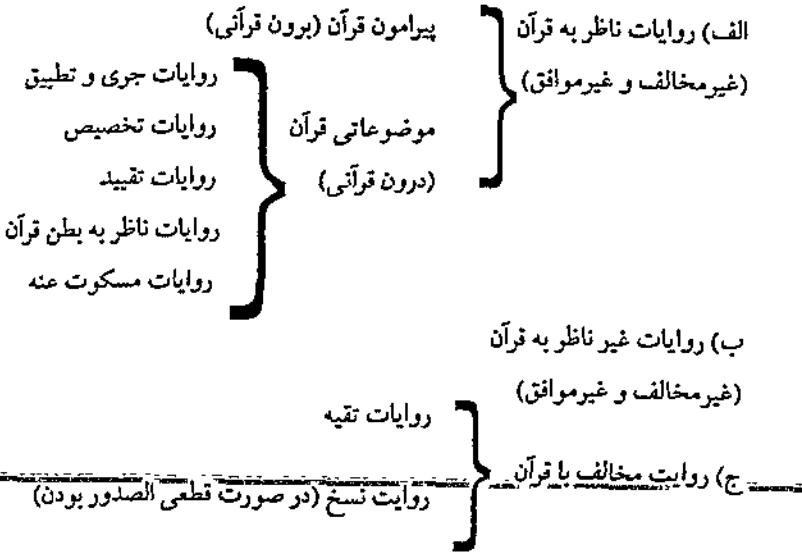 الف) روایات ناظر به قرآن
(غیرمخالف و غیرموافق)
پیرامون قرآن (برون قرآنی)
موضوعاتی قرآن
(درون قرآنی)
روایات جری و تطبیق
روایات تخصیص
روایات تقیید
روایات ناظر به بطن قرآن
روایات مسکوت عنه
ب) روایات غیر ناظر به قرآن
(غیرمخالف و غیرموافق)
ج) روایت مخالف با قرآن
روایات تقیه
روایت نسخ (دو صورت قطعی الصدور بودن)